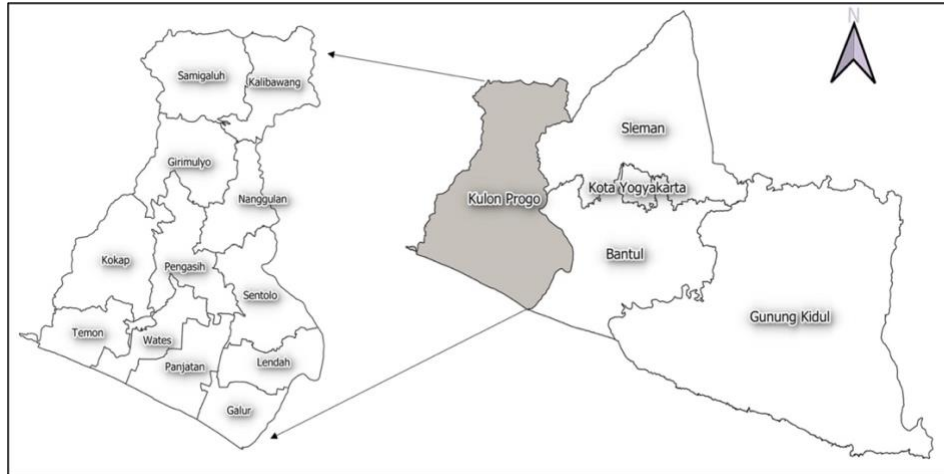 N
Samigaluh
Kalibawang
Girimulyo
Nanggulan
Kokap
Pengasih
Sentolo
Temon
Wates
Panjatan
Lendah
Galur
Sleman
Kota Yogyakarta
Kulon Progo
Bantul
Gunung Kidul